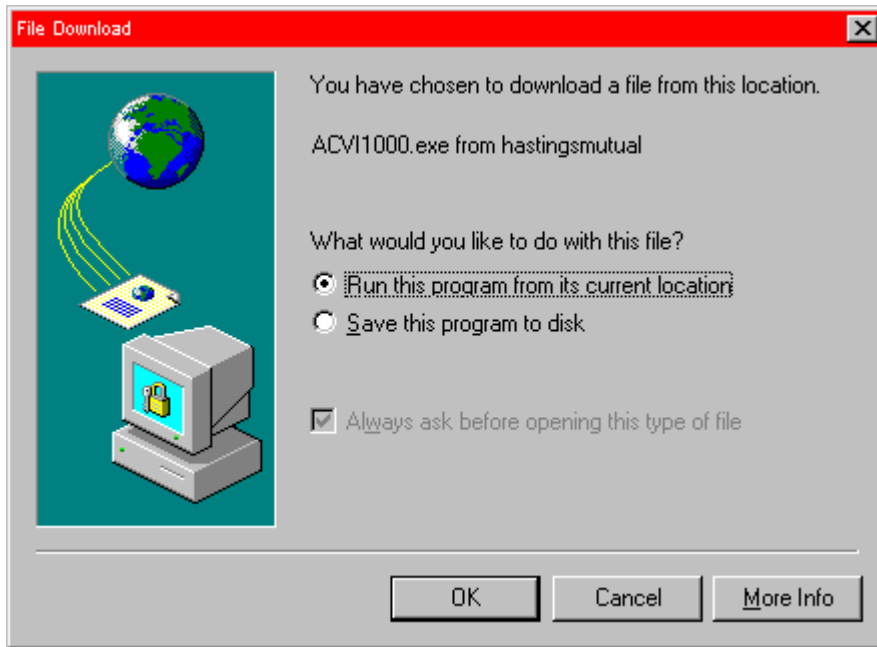 File Download
You have chosen to download a file from this location.
ACVI1000.exe from hastingsmutual
What would you like to do with this file?
Run this program from its current location
Save this program to disk
Always ask before opening this type of file
OK
Cancel
More Info